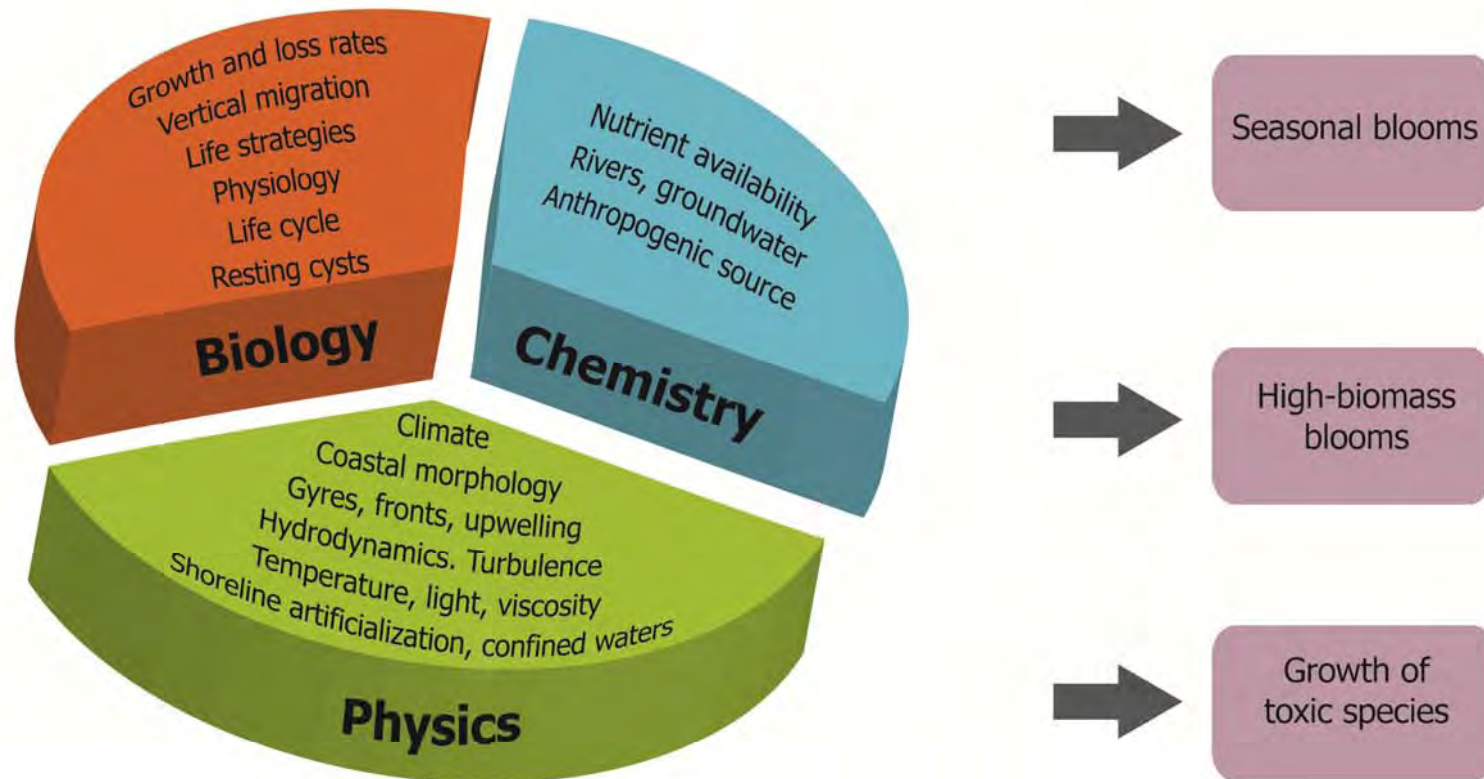 Growth and loss rates
Vertical migration
Life strategies
Physiology
Life cycle
Resting cysts
Biology
Nutrient availability
Rivers, groundwater
Anthropogenic source
Chemistry
Climate
Coastal morphology
Gyres, fronts, upwelling
Hydrodynamics. Turbulence
Temperature, light, viscosity
Shoreline artificialization, confined waters
Physics
Seasonal blooms
High-biomass
blooms
Growth of
toxic species